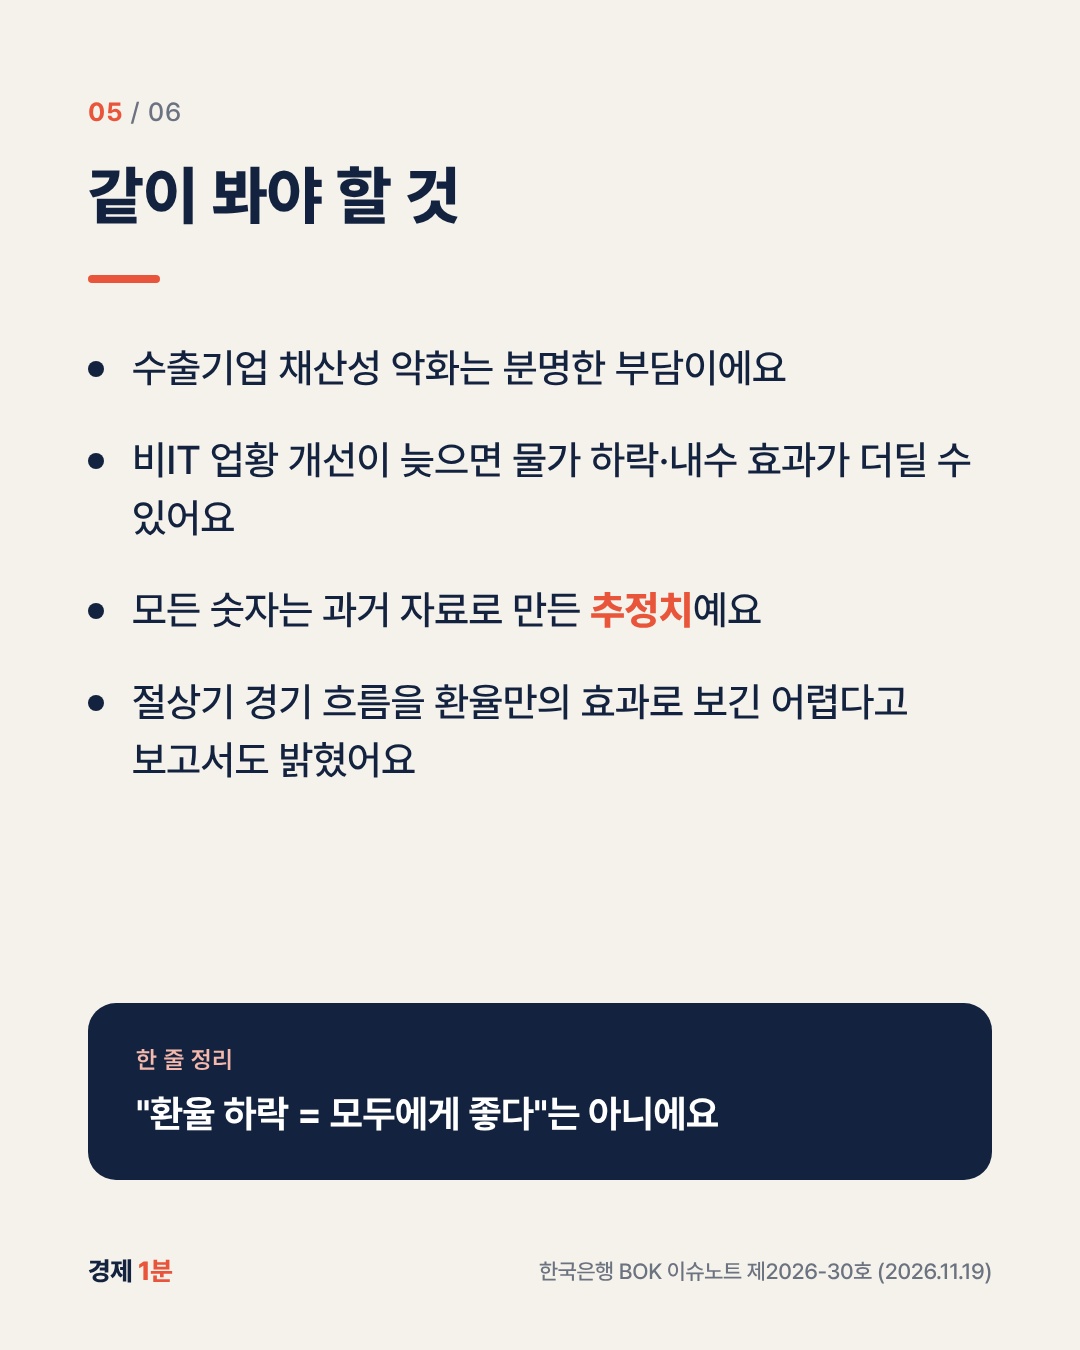 05 / 06
같이 봐야 할 것
수출기업 채산성 악화는 분명한 부담이에요
비IT 업황 개선이 늦으면 물가 하락·내수 효과가 더딜 수
있어요
모든 숫자는 과거 자료로 만든 추정치예요
절상기 경기 흐름을 환율만의 효과로 보긴 어렵다고
보고서도 밝혔어요
한 줄 정리
"환율 하락 = 모두에게 좋다"는 아니에요
경제 1분
한국은행 BOK 이슈노트 제2026-30호 (2026.11.19)